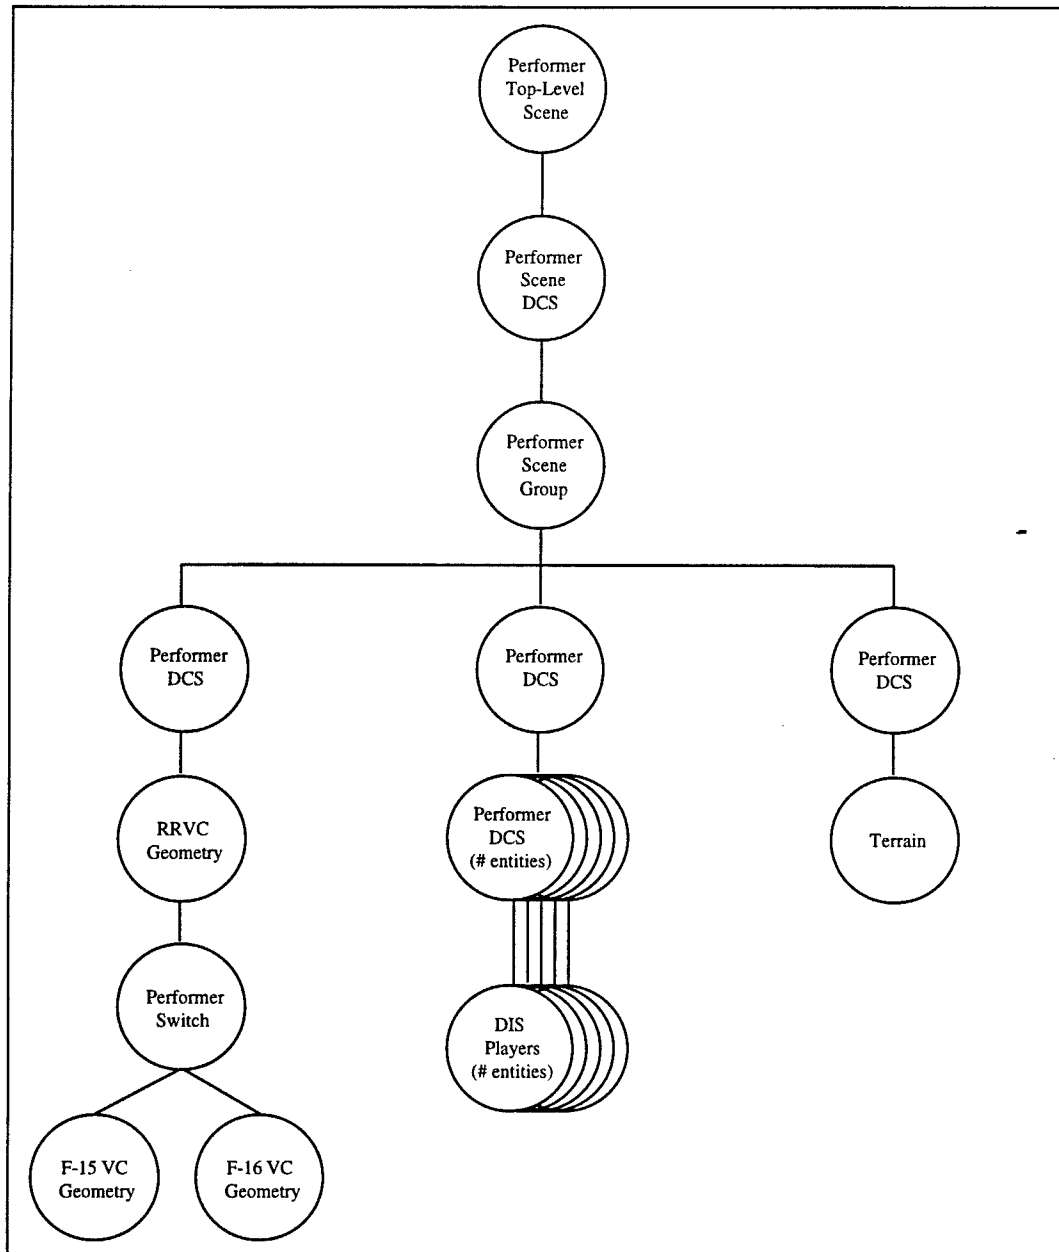 Performer
Top-Level
Scene
Performer
Scene
DCS
Performer
Scene
Group
Performer
DCS
Performer
DCS
Performer
DCS
RRVC
Geometry
Performer
DCS
(# entities)
Terrain
Performer
Switch
DIS
Players
(# entities)
F-15 VC
Geometry
F-16 VC
Geometry